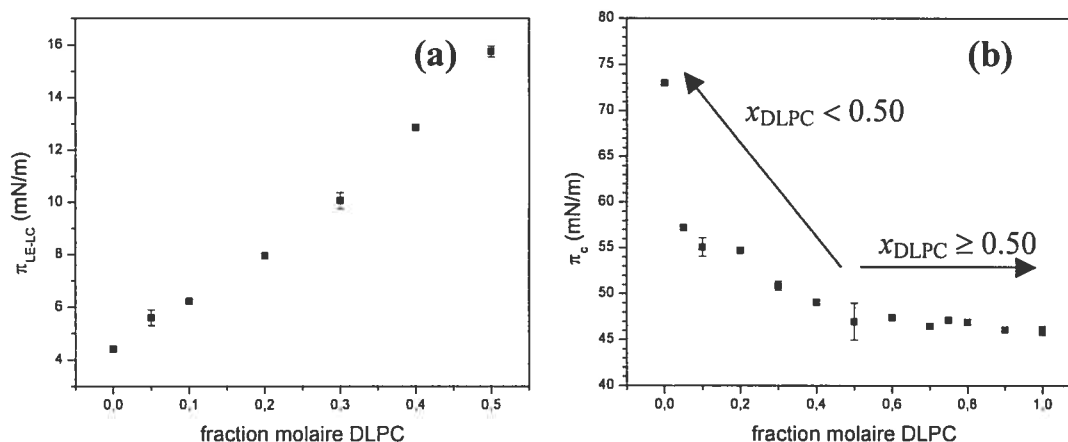 (a)
π_LE-LC (mN/m)
16
14
12
10
8
6
4
0,0 0,1 0,2 0,3 0,4 0,5
fraction molaire DLPC
(b)
x_DLPC < 0.50
x_DLPC ≥ 0.50
π_c (mN/m)
80
75
70
65
60
55
50
45
40
0,0 0,2 0,4 0,6 0,8 1,0
fraction molaire DLPC